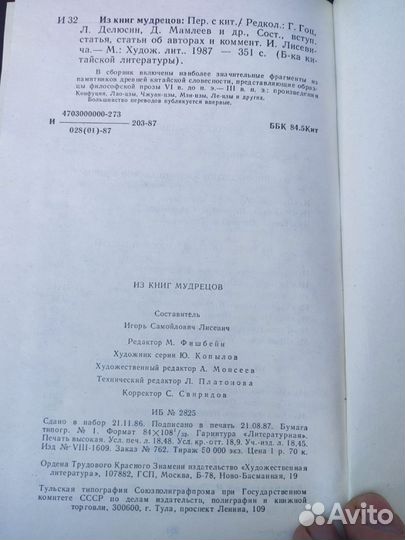 И 32 Из книг мудрецов: Пер. с кит./ Редкол.: Г. Гоц,
Л. Делюсин, Д. Мамлеев и др., Сост., вступ.
статья, статьи об авторах и коммент. И. Лисеви-
ча.— М.: Худож. лит.. 1987 — 351 с. (Б-ка ки-
тайской литературы).
В сборник включены наиболее значительные фрагменты из
памятников древней китайской словесности, представляющие образ-
цы философской прозы VI в. до н. э.— III в. н. э: произведения
Конфуция, Лао-цзы, Чжуан-цзы, Мэн-цзы, Ле-цзы и других.
Большинство переводов публикуется впервые.
4703000000-273
И 203-87 ББК 84.5Кит
028(01)-87
ИЗ КНИГ МУДРЕЦОВ
Составитель
Игорь Самойлович Лисевич
Редактор М. Фишбейн
Художник серии Ю. Копылов
Художественный редактор А. Моисеев
Технический редактор Л. Платонова
Корректор С. Свиридов
ИБ № 2825
Сдано в набор 21.11.86. Подписано в печать 21.08.87. Бумага
типогр. № 1. Формат 84×108¹/₃₂. Гарнитура «Литературная».
Печать высокая. Усл. печ. л. 18,48. Усл. кр.-отт. 18,9. Уч.-изд. л. 18,45.
Изд № VIII-1609. Заказ № 762. Тираж 50 000 экз. Цена 1 р. 70 к.
Ордена Трудового Красного Знамени издательство «Художественная
литература», 107882, ГСП, Москва, Б-78, Ново-Басманная, 19
Тульская типография Союзполиграфпрома при Государственном
комитете СССР по делам издательств, полиграфии и книжной
торговли, 300600, г. Тула, проспект Ленина, 109
Avito